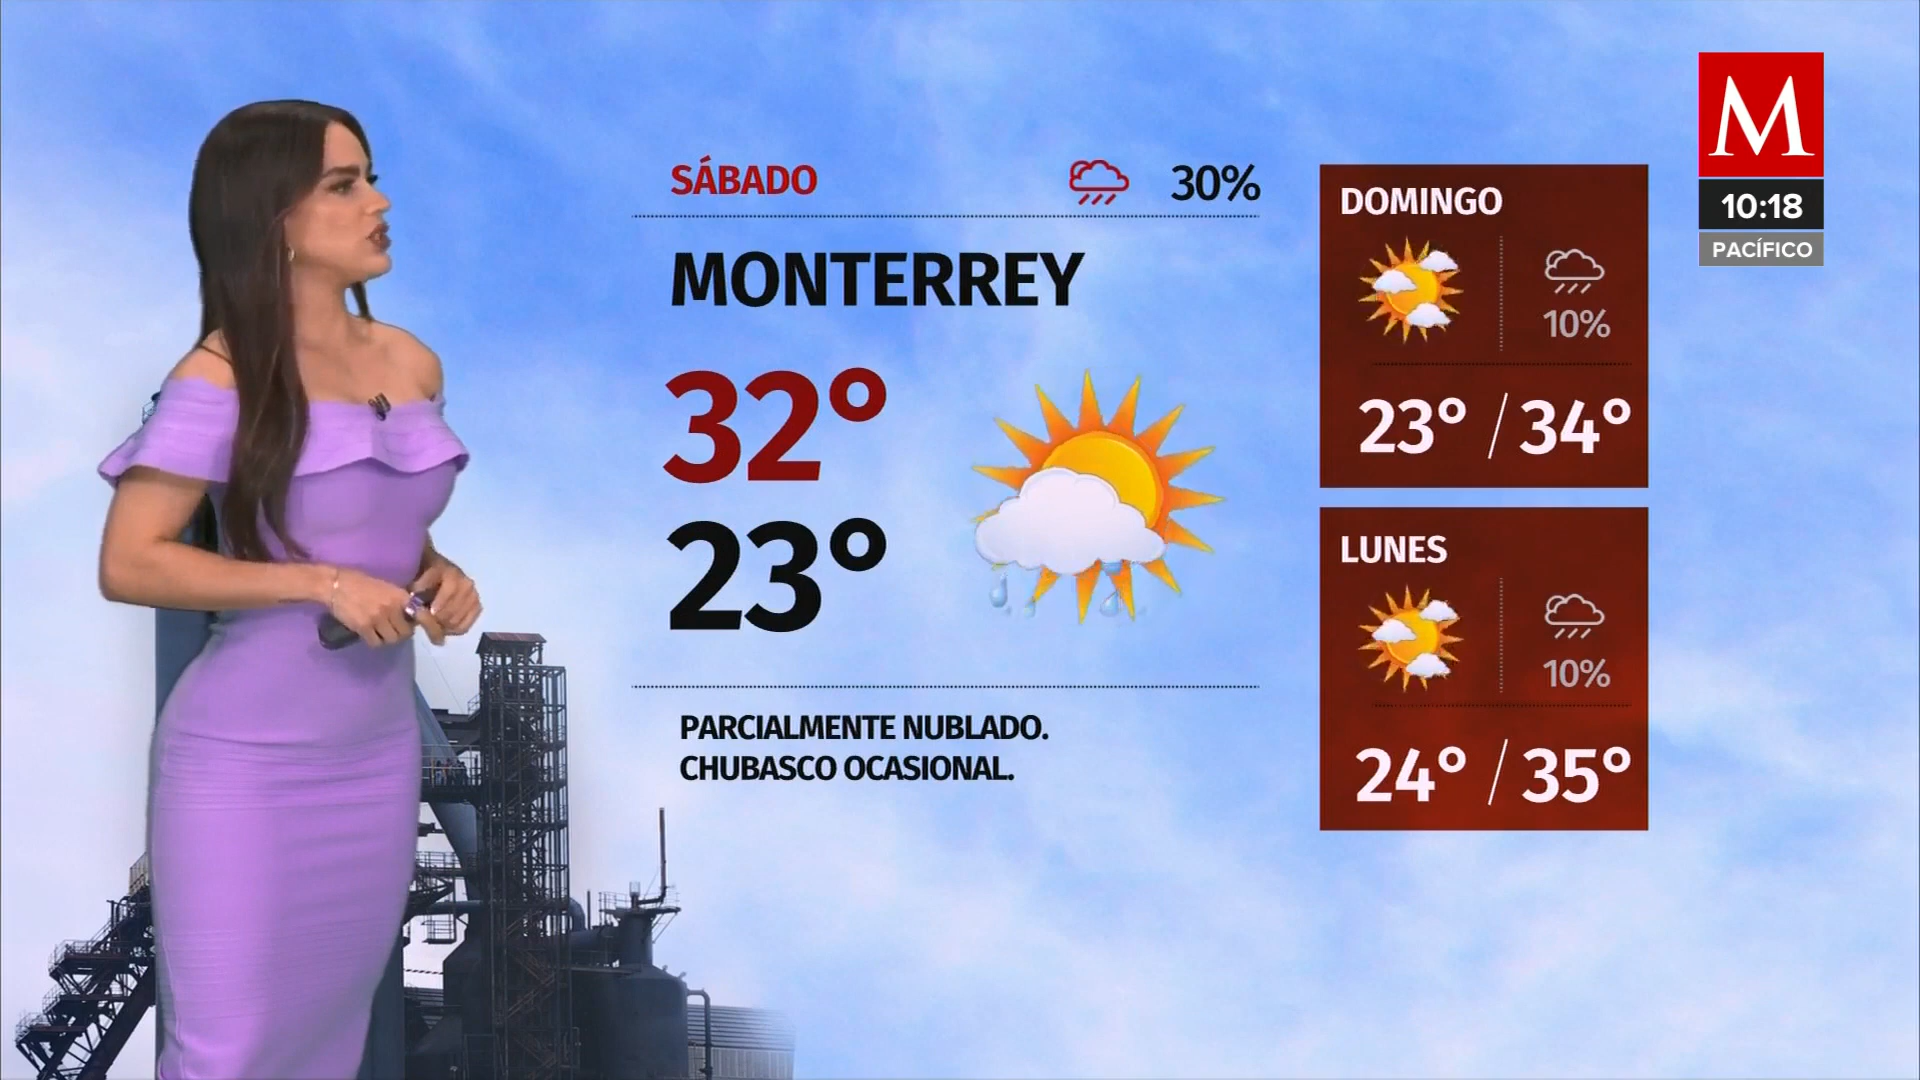 SÁBADO
30%
MONTERREY
32°
23°
PARCIALMENTE NUBLADO.
CHUBASCO OCASIONAL.
DOMINGO
10%
23° / 34°
LUNES
10%
24° / 35°
M
10:18
PACÍFICO